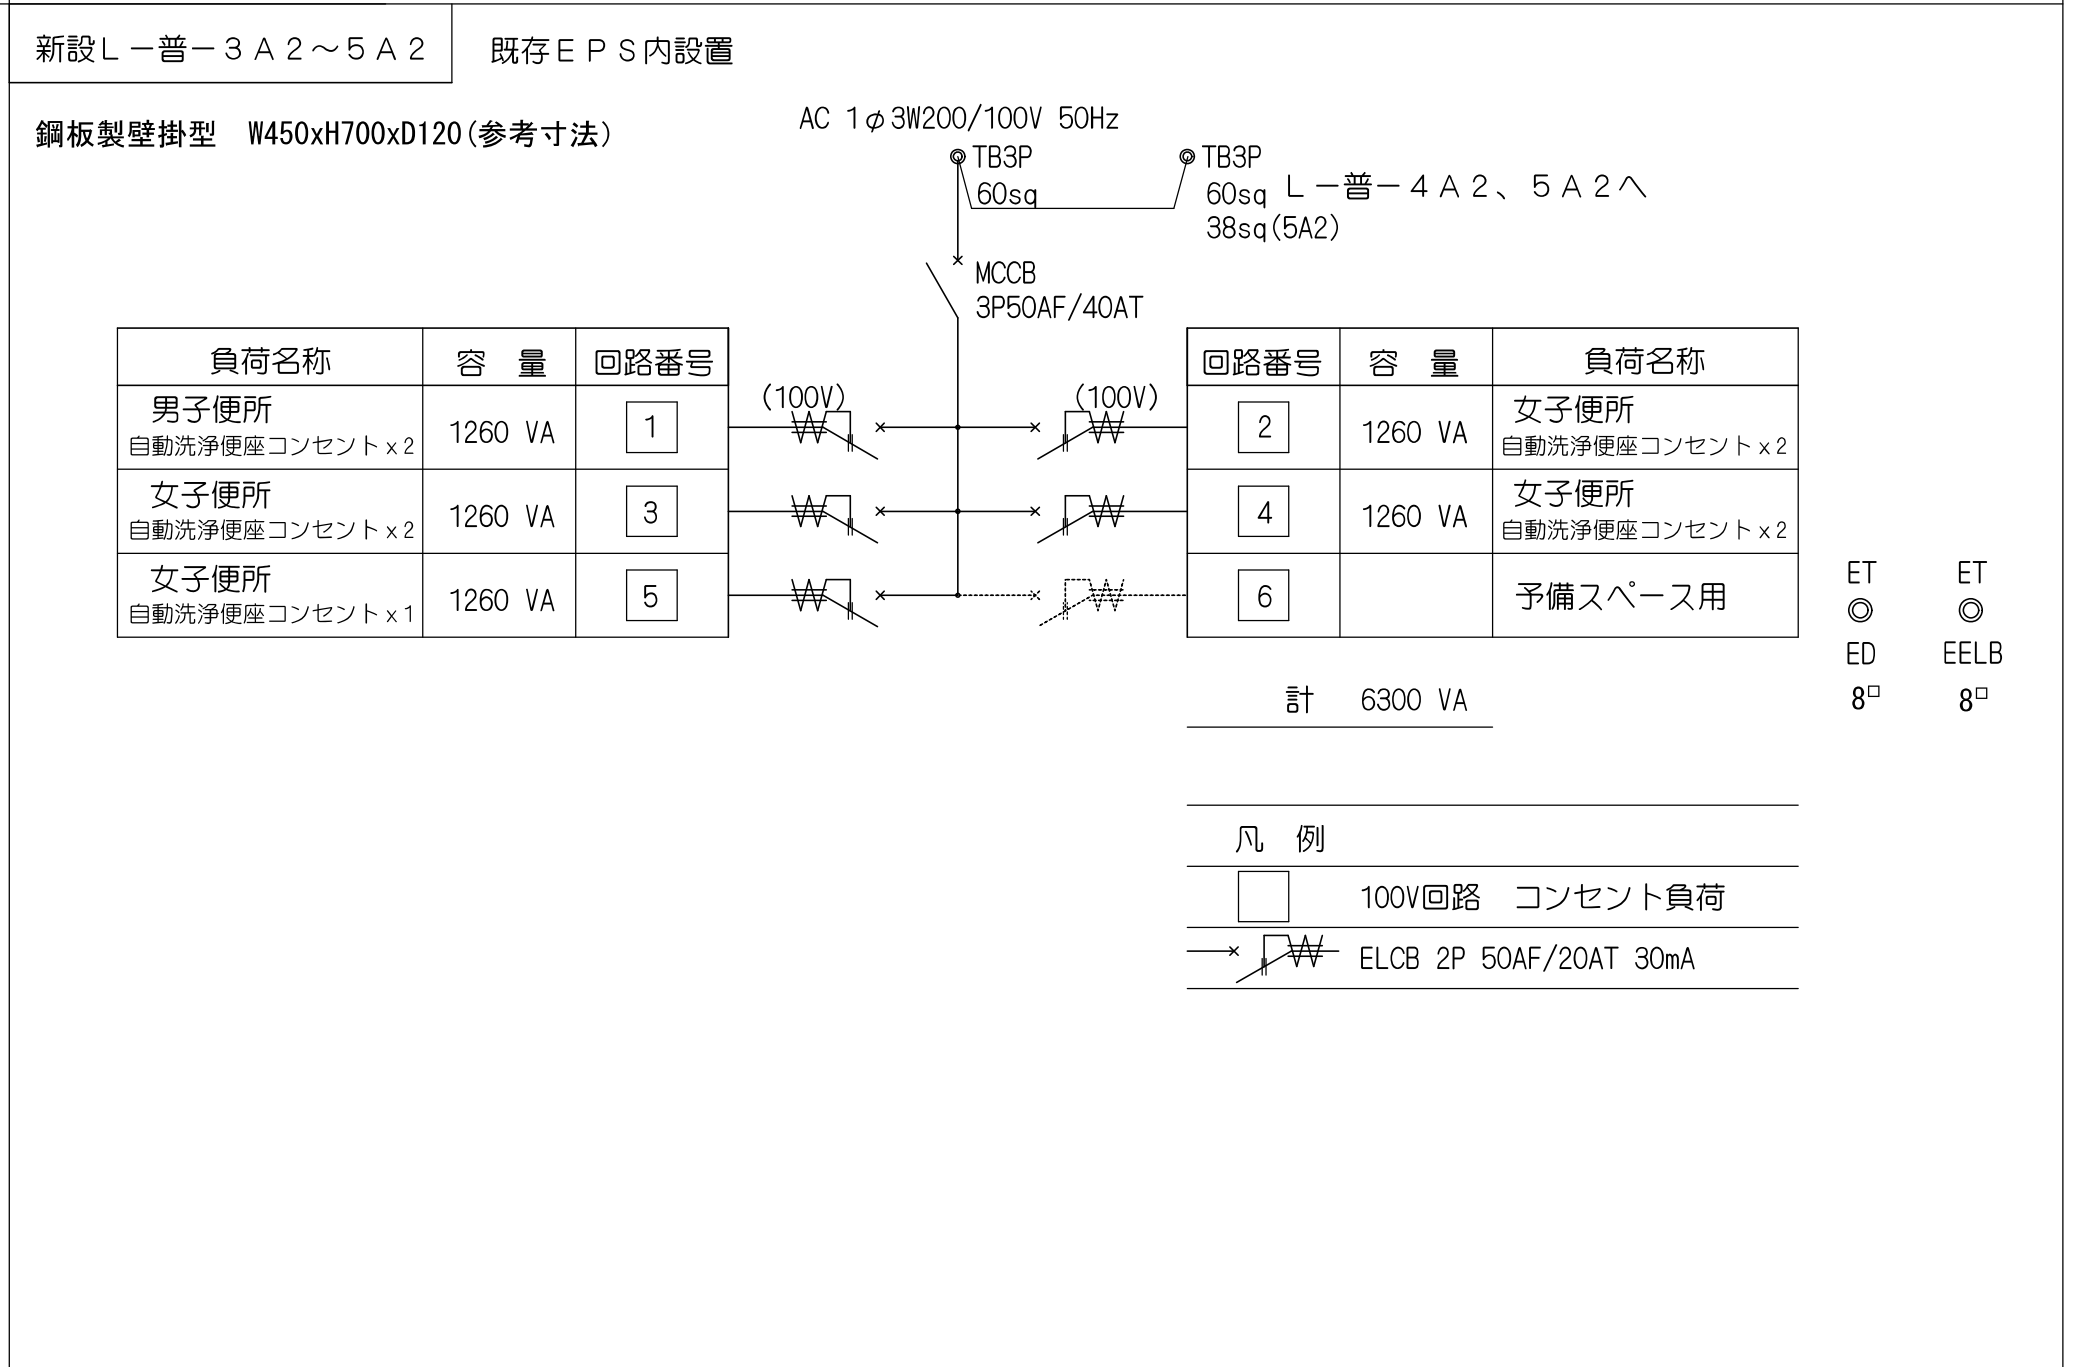 新設Ｌ－普－３Ａ２～５Ａ２　既存ＥＰＳ内設置
鋼板製壁掛型　W450xH700xD120(参考寸法)
AC 1φ3W200/100V 50Hz
TB3P
60sq
TB3P
60sq
38sq(5A2)
Ｌ－普－４Ａ２、５Ａ２へ
MCCB
3P50AF/40AT
負荷名称　容　量　回路番号
男子便所
自動洗浄便座コンセントx2　1260 VA　1
女子便所
自動洗浄便座コンセントx2　1260 VA　3
女子便所
自動洗浄便座コンセントx1　1260 VA　5
(100V)
(100V)
回路番号　容　量　負荷名称
2　1260 VA　女子便所
自動洗浄便座コンセントx2
4　1260 VA　女子便所
自動洗浄便座コンセントx2
6　予備スペース用
計　6300 VA
ET
ED
8□
ET
EELB
8□
凡　例
100V回路　コンセント負荷
ELCB 2P 50AF/20AT 30mA